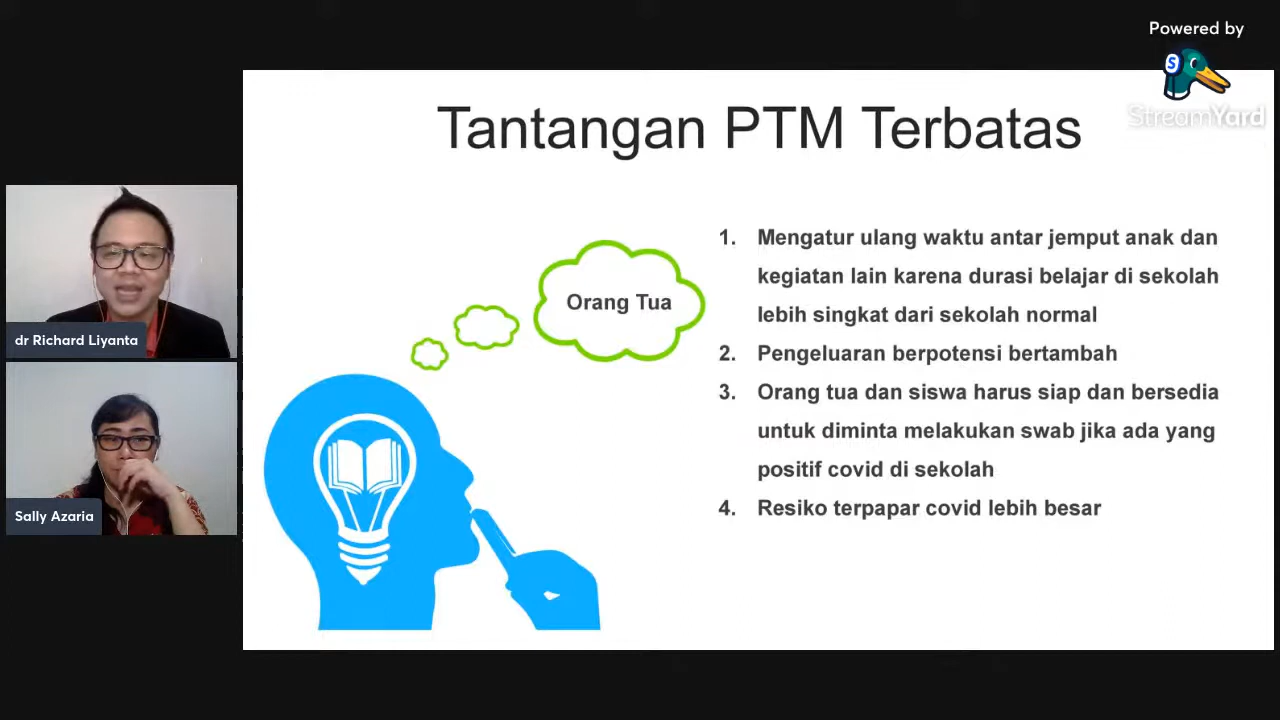 Powered by
S
StreamYard
Tantangan PTM Terbatas
Orang Tua
1. Mengatur ulang waktu antar jemput anak dan
kegiatan lain karena durasi belajar di sekolah
lebih singkat dari sekolah normal
2. Pengeluaran berpotensi bertambah
3. Orang tua dan siswa harus siap dan bersedia
untuk diminta melakukan swab jika ada yang
positif covid di sekolah
4. Resiko terpapar covid lebih besar
dr Richard Liyanta
Sally Azaria